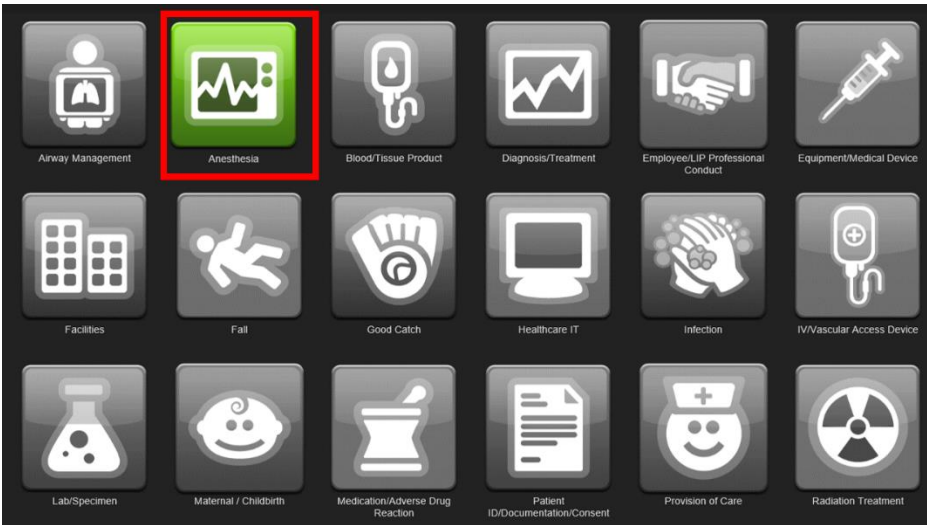 Airway Management
Anesthesia
Blood/Tissue Product
Diagnosis/Treatment
Employee/LIP Professional
Conduct
Equipment/Medical Device
Facilities
Fall
Good Catch
Healthcare IT
Infection
IV/Vascular Access Device
Lab/Specimen
Maternal / Childbirth
Medication/Adverse Drug
Reaction
Patient
ID/Documentation/Consent
Provision of Care
Radiation Treatment